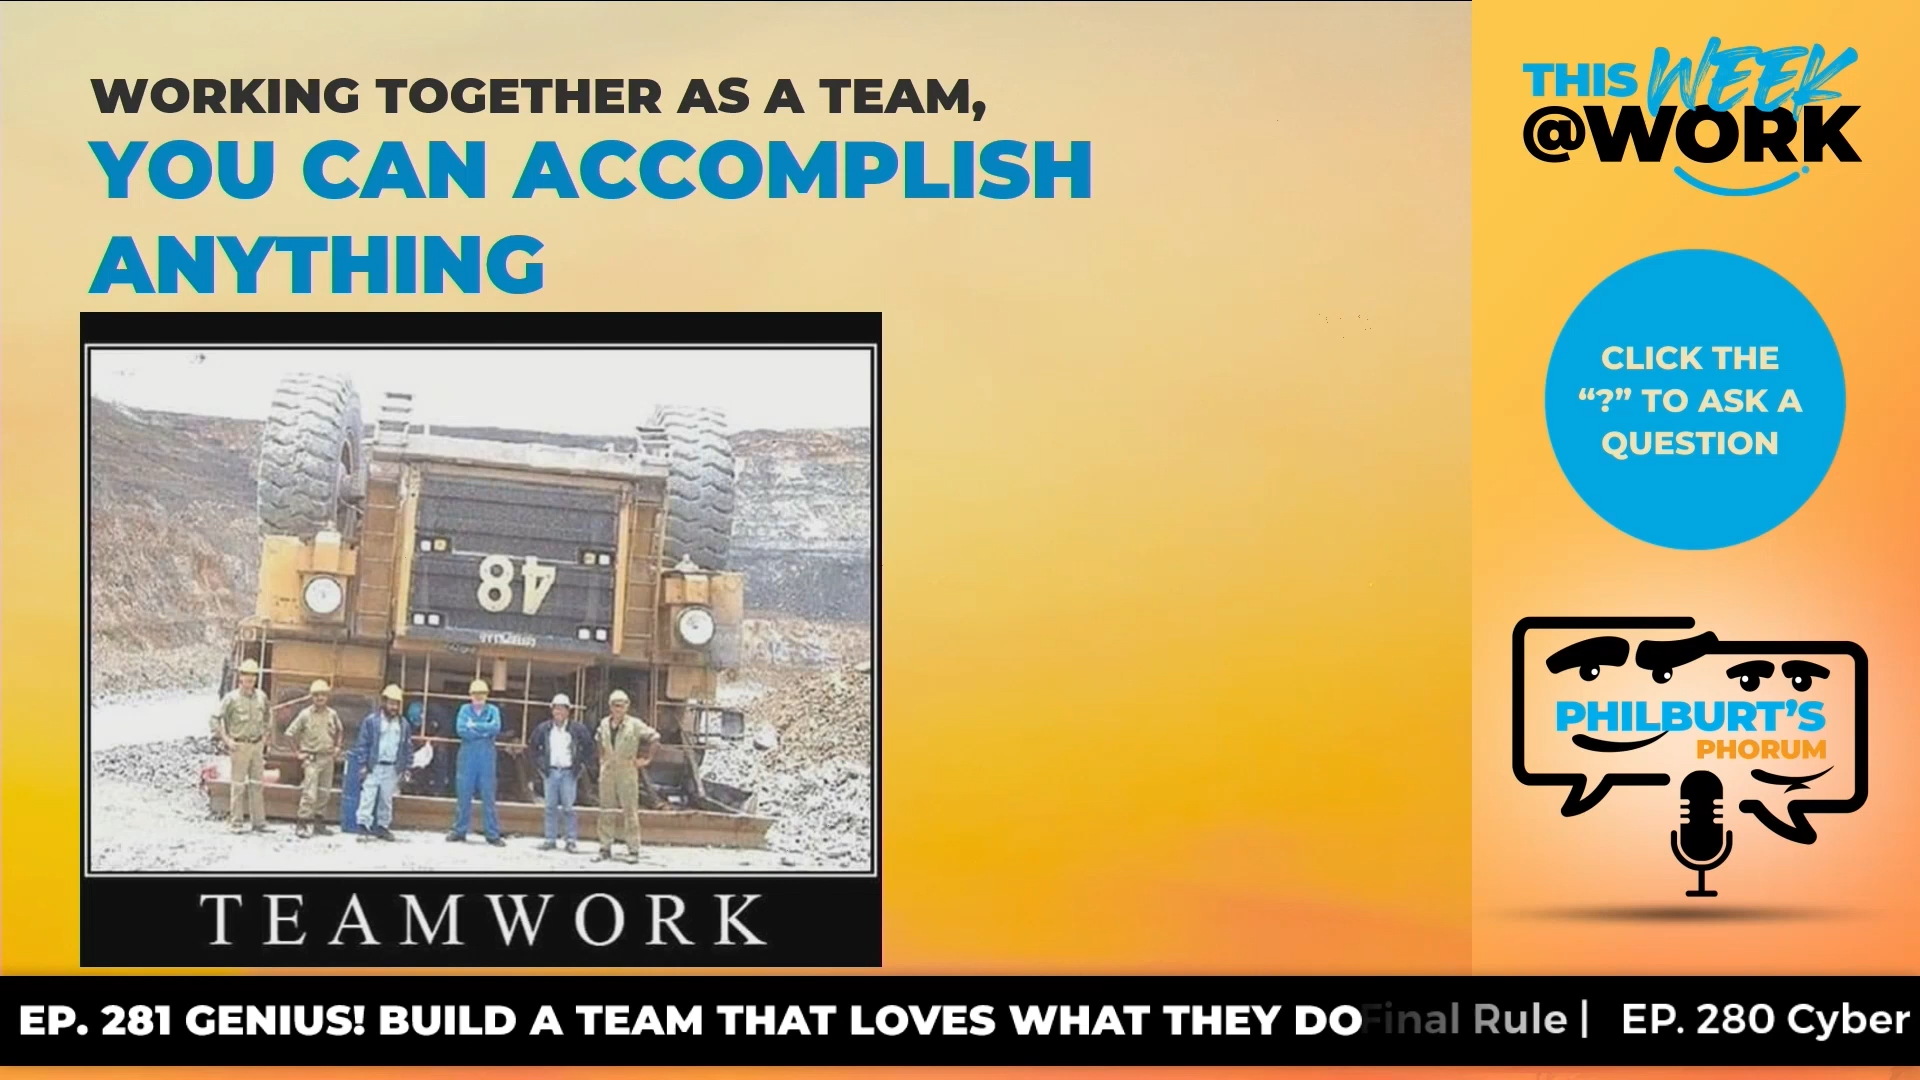 WORKING TOGETHER AS A TEAM,
YOU CAN ACCOMPLISH
ANYTHING
48
TEAMWORK
THIS WEEK
@WORK
CLICK THE
“?” TO ASK A
QUESTION
PHILBURT’S
PHORUM
EP. 281 GENIUS! BUILD A TEAM THAT LOVES WHAT THEY DO Final Rule | EP. 280 Cyber